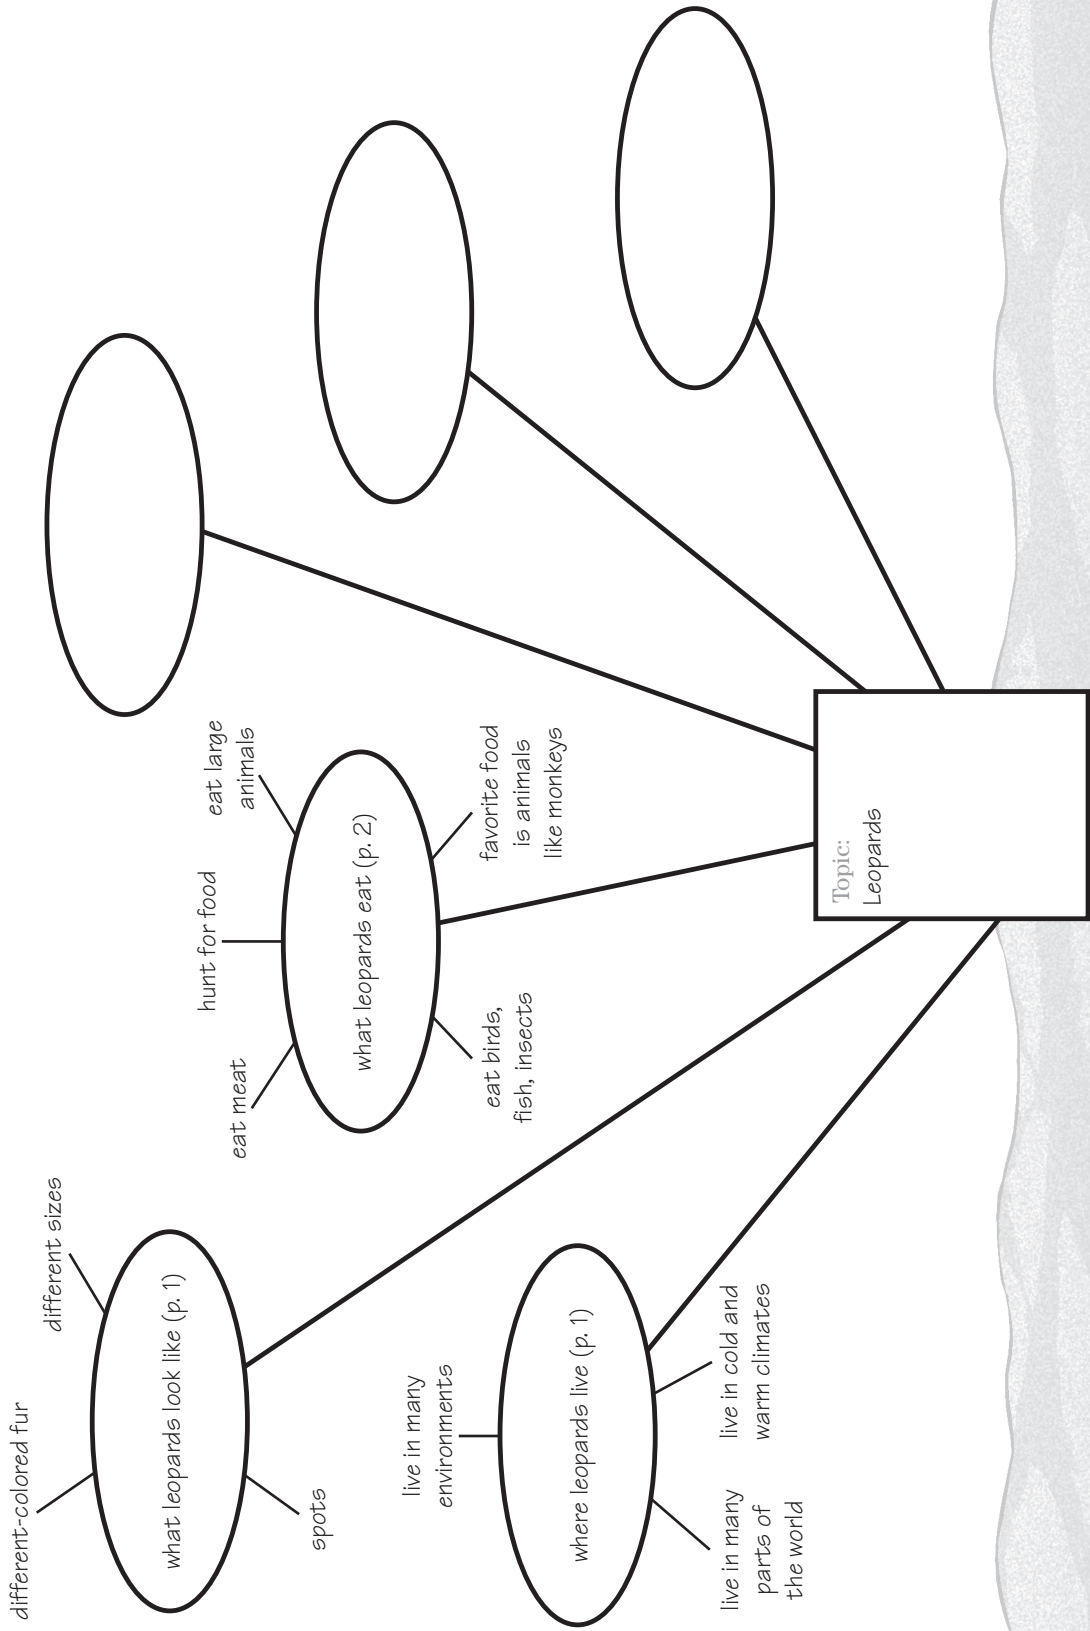 different-colored fur
different sizes
what leopards look like (p. 1)
spots
eat meat
hunt for food
eat large
animals
what leopards eat (p. 2)
eat birds,
fish, insects
favorite food
is animals
like monkeys
live in many
environments
where leopards live (p. 1)
live in many
parts of
the world
live in cold and
warm climates
Topic:
Leopards